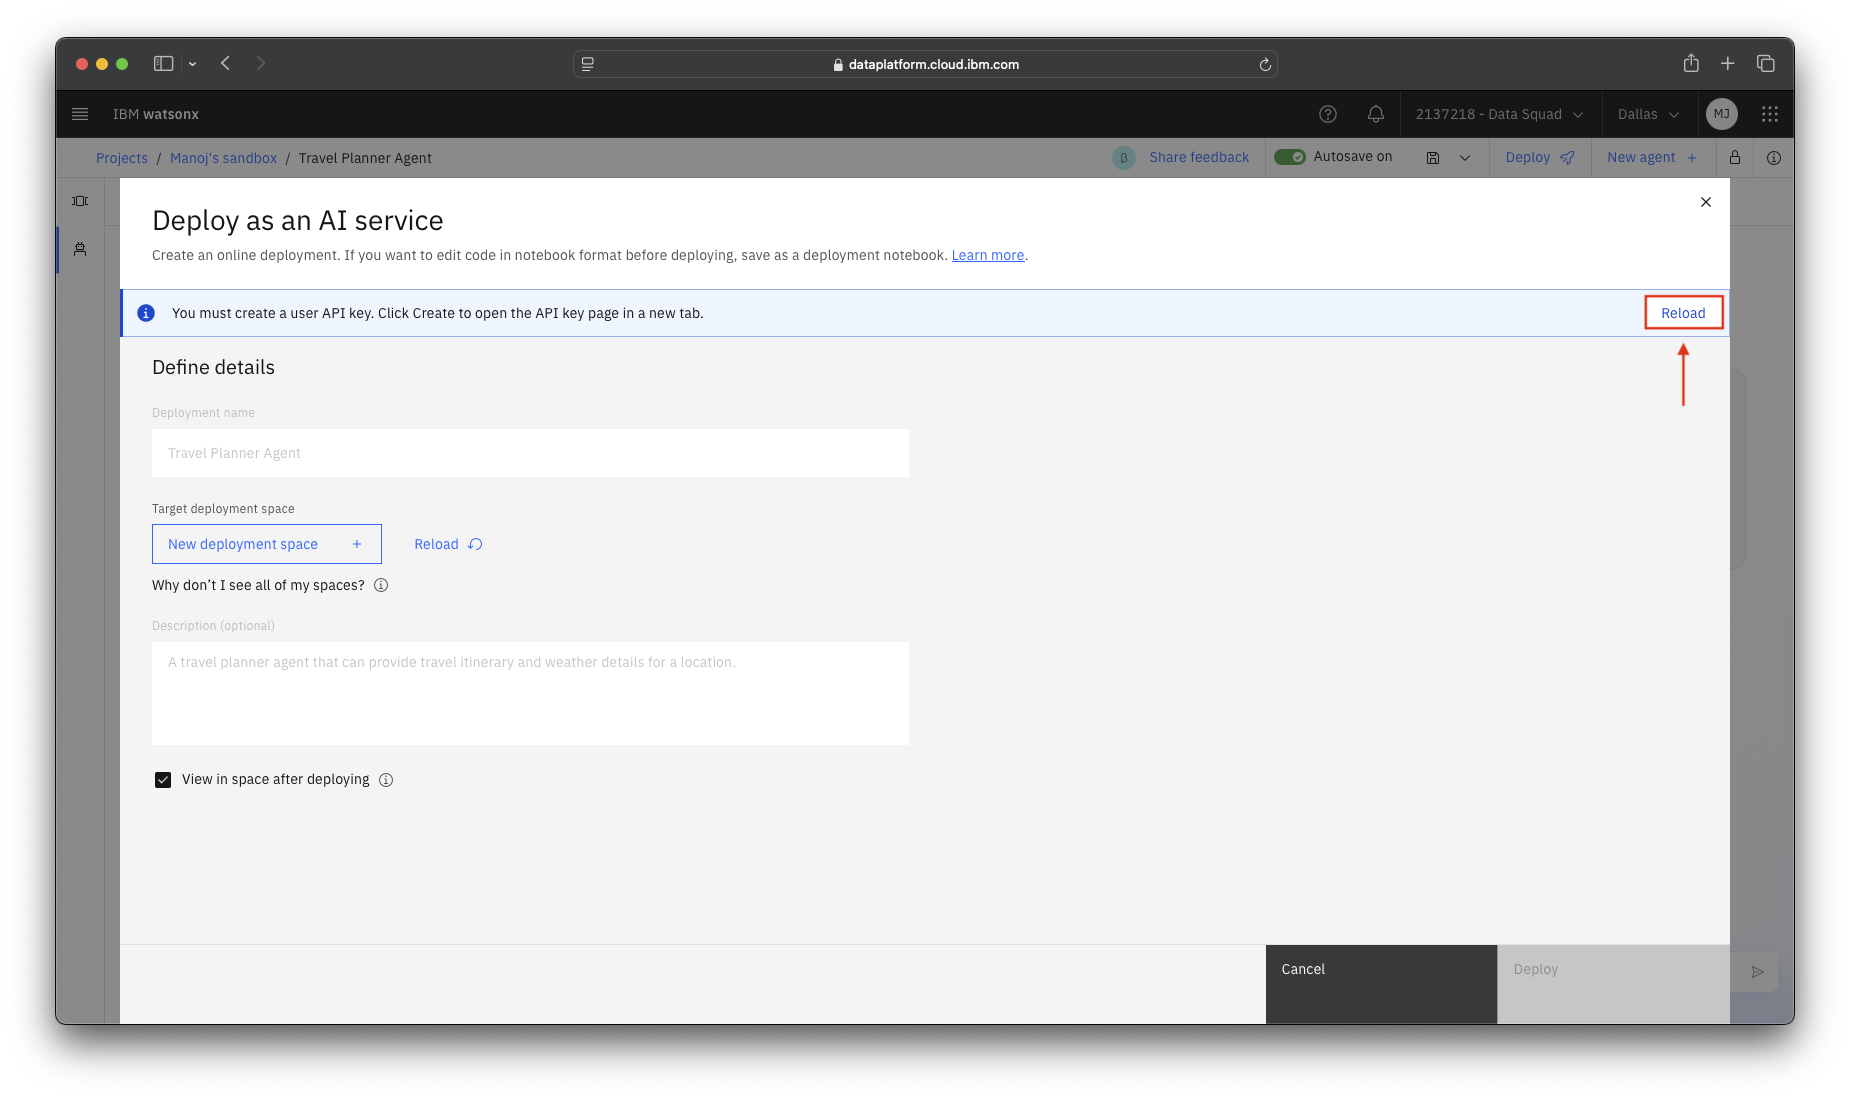 dataplatform.cloud.ibm.com
IBM watsonx
2137218 - Data Squad
Dallas
MJ
Projects / Manoj's sandbox / Travel Planner Agent
β
Share feedback
Autosave on
Deploy
New agent
Deploy as an AI service
Create an online deployment. If you want to edit code in notebook format before deploying, save as a deployment notebook. Learn more.
You must create a user API key. Click Create to open the API key page in a new tab.
Reload
Define details
Deployment name
Travel Planner Agent
Target deployment space
New deployment space +
Reload
Why don't I see all of my spaces?
Description (optional)
A travel planner agent that can provide travel itinerary and weather details for a location.
View in space after deploying
Cancel
Deploy